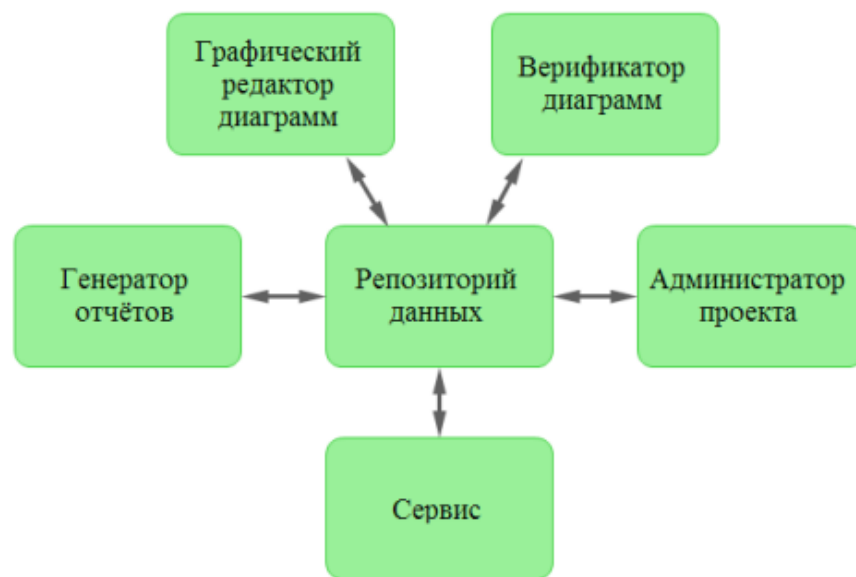 Графический
редактор
диаграмм
Верификатор
диаграмм
Генератор
отчётов
Репозиторий
данных
Администратор
проекта
Сервис